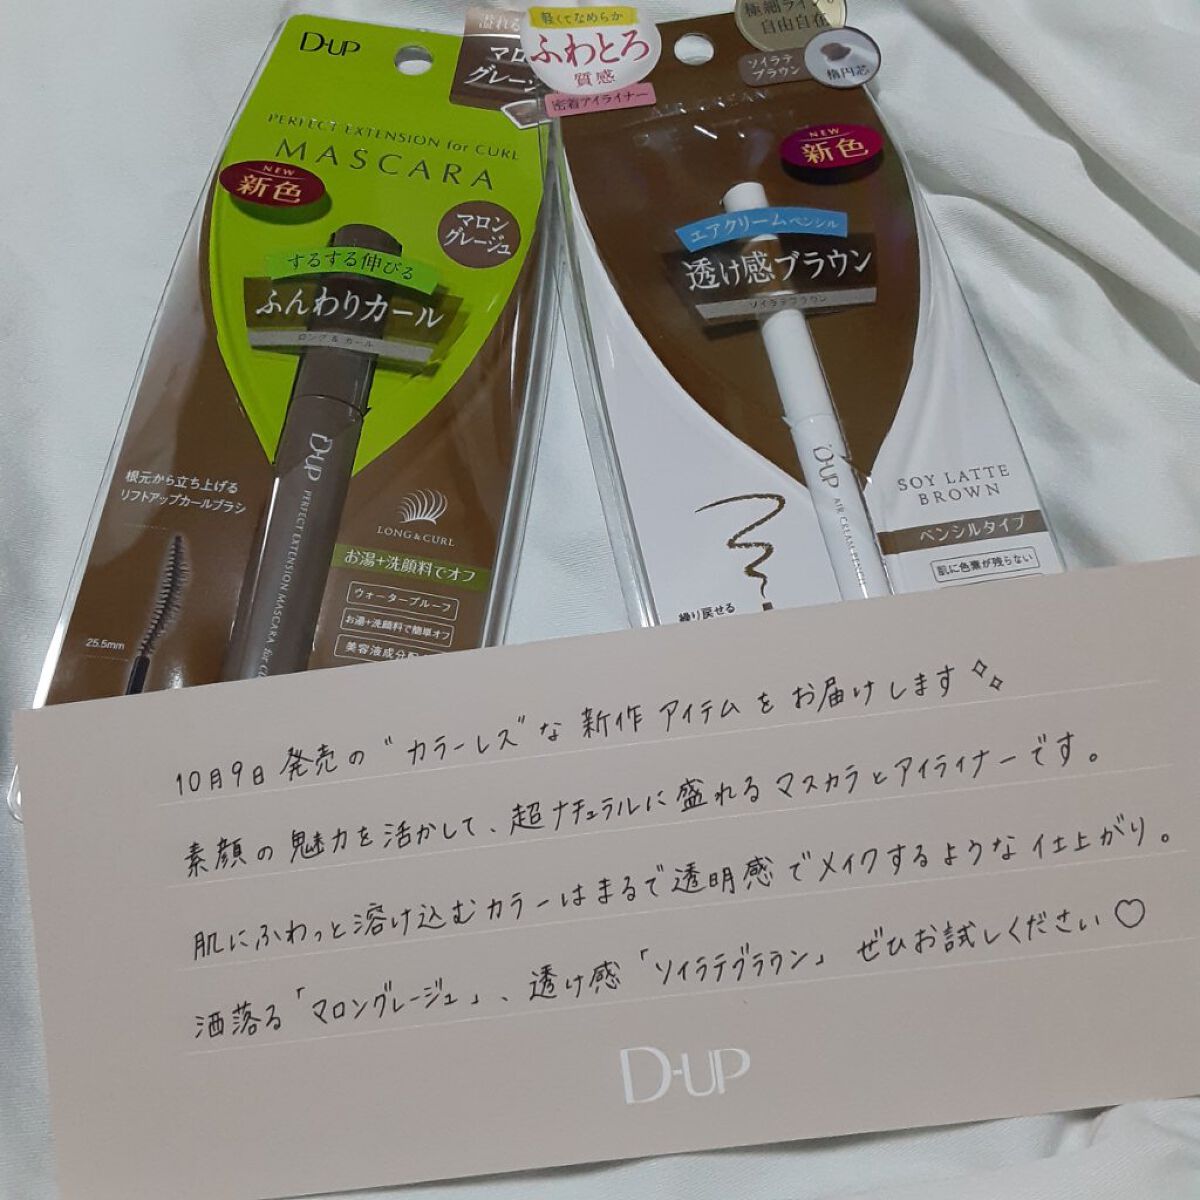 D-UP
PERFECT EXTENSION for CURL
MASCARA
NEW
新色
マロン
グレージュ
するする伸びる
ふんわりカール
ロング&カール
D-UP
PERFECT EXTENSION MASCARA for
根元から立ち上げる
リフトアップカールブラシ
25.5mm
LONG&CURL
お湯+洗顔料でオフ
ウォータープルーフ
お湯+洗顔料で簡単オフ
美容液成分
溢れる
マロ
グレージ
軽くてなめらか
ふわとろ
質感
密着アイライナー
極細ライン
自由自在
ソイラテ
ブラウン
楕円芯
NEW
新色
エアクリームペンシル
透け感ブラウン
ソイラテブラウン
D-UP
AIR CREAM
SOY LATTE
BROWN
ペンシルタイプ
肌に色素が残らない
繰り戻せる
10月9日発売の"カラーレス"な新作アイテムをお届けします
素顔の魅力を活かして、超ナチュラルに盛れるマスカラとアイライナーです。
肌にふわっと溶け込むカラーはまるで透明感でメイクするような仕上がり。
洒落る「マロングレージュ」、透け感「ソイラテブラウン」ぜひお試しください♡
D-UP